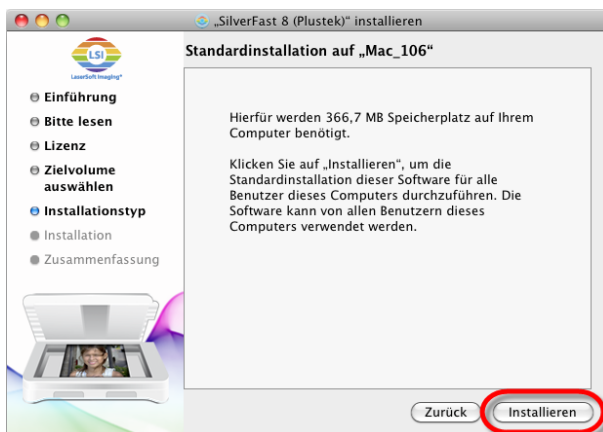 „SilverFast 8 (Plustek)“ installieren
LSI
LaserSoft Imaging®
Standardinstallation auf „Mac_106“
Einführung
Bitte lesen
Lizenz
Zielvolume
auswählen
Installationstyp
Installation
Zusammenfassung
Hierfür werden 366,7 MB Speicherplatz auf Ihrem
Computer benötigt.
Klicken Sie auf „Installieren“, um die
Standardinstallation dieser Software für alle
Benutzer dieses Computers durchzuführen. Die
Software kann von allen Benutzern dieses
Computers verwendet werden.
Zurück
Installieren